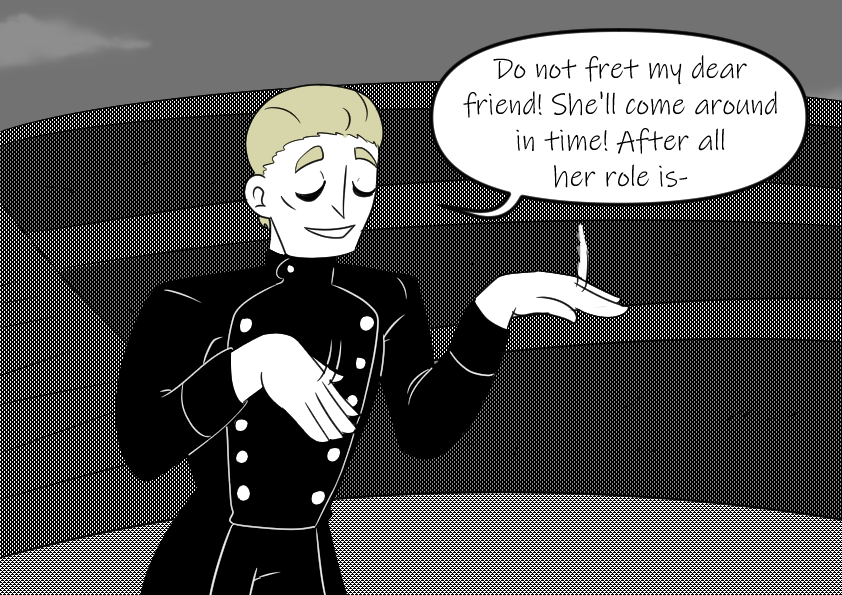 Do not fret my dear
friend! She'll come around
in time! After all
her role is-